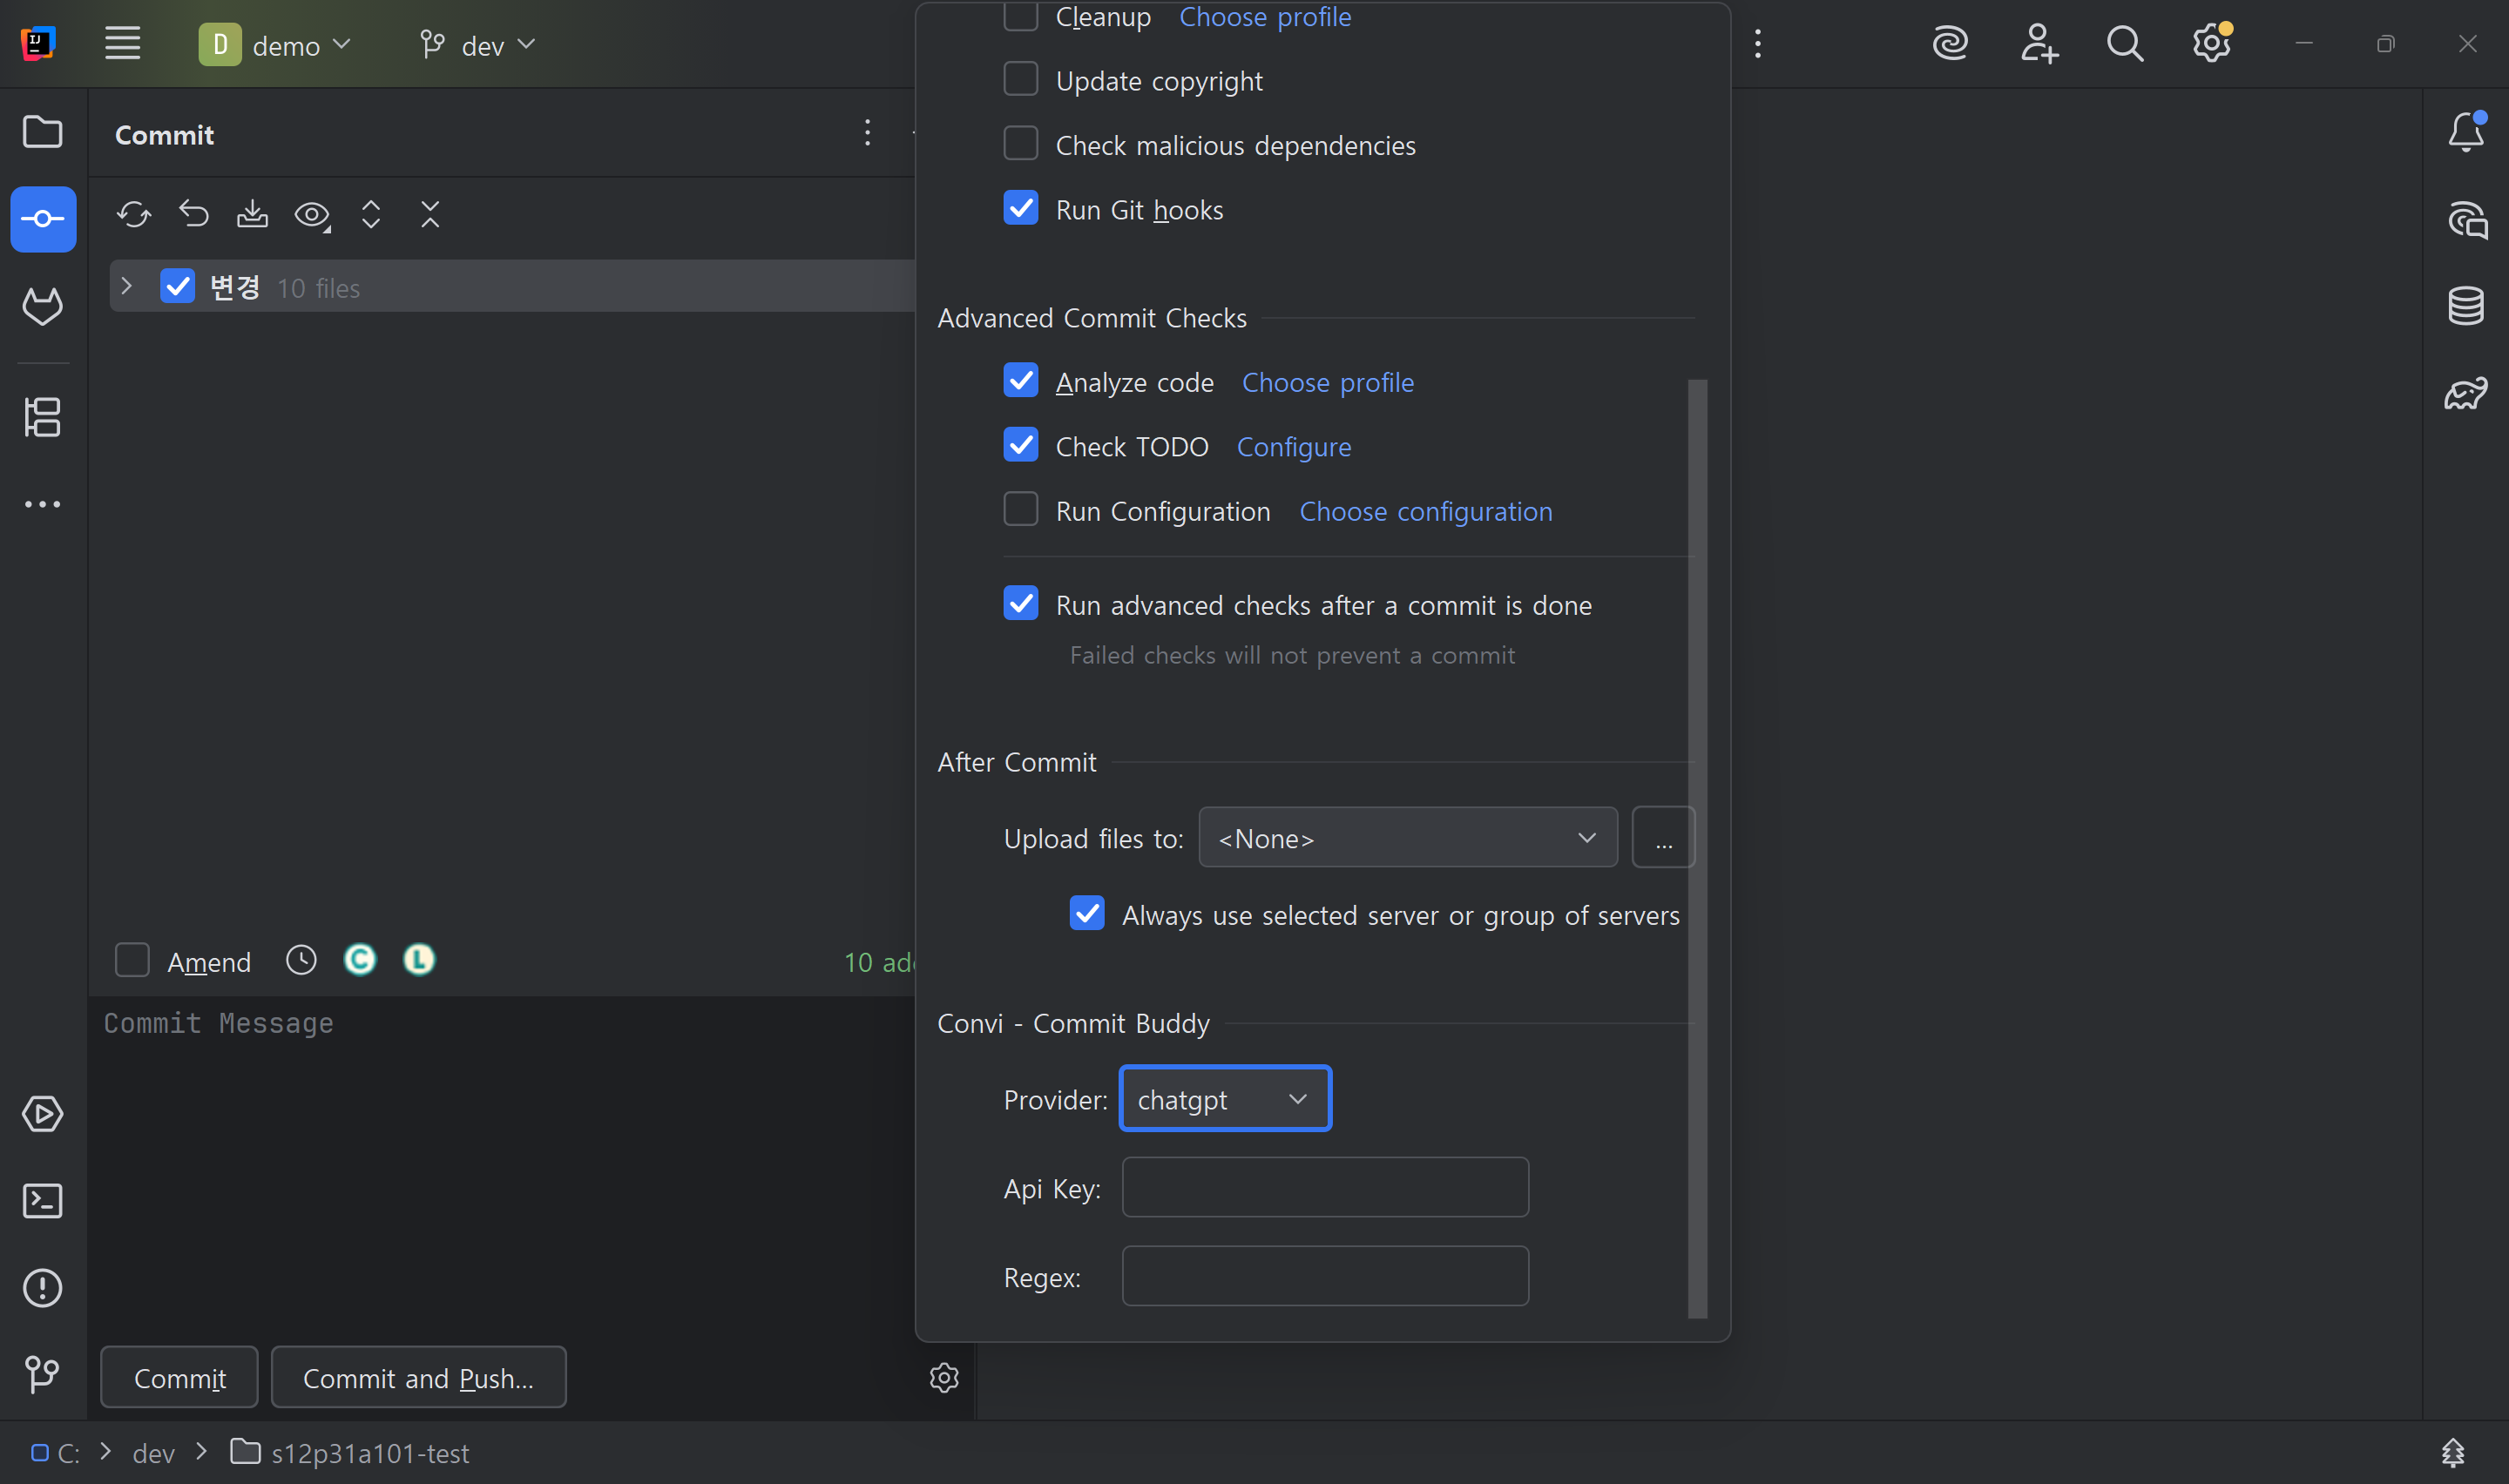 IJ
D demo
dev
Commit
변경 10 files
Amend
C
L
Commit Message
Commit
Commit and Push...
Cleanup Choose profile
Update copyright
Check malicious dependencies
Run Git hooks
Advanced Commit Checks
Analyze code Choose profile
Check TODO Configure
Run Configuration Choose configuration
Run advanced checks after a commit is done
Failed checks will not prevent a commit
After Commit
Upload files to: <None> ...
Always use selected server or group of servers
Convi - Commit Buddy
Provider: chatgpt
Api Key:
Regex:
C: > dev > s12p31a101-test